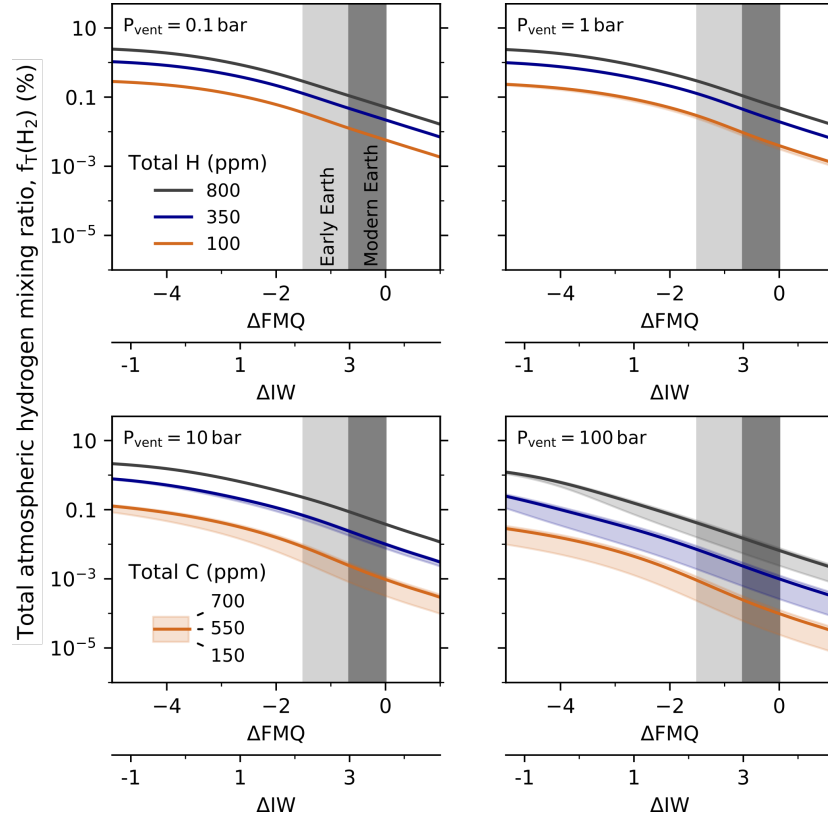 Total atmospheric hydrogen mixing ratio, f_T(H₂) (%)
P_vent = 0.1 bar
10
0.1
10⁻³
10⁻⁵
Total H (ppm)
800
350
100
Early Earth
Modern Earth
−4
−2
0
ΔFMQ
-1
1
3
ΔIW
P_vent = 1 bar
−4
−2
0
ΔFMQ
-1
1
3
ΔIW
P_vent = 10 bar
10
0.1
10⁻³
10⁻⁵
Total C (ppm)
700
550
150
−4
−2
0
ΔFMQ
-1
1
3
ΔIW
P_vent = 100 bar
−4
−2
0
ΔFMQ
-1
1
3
ΔIW